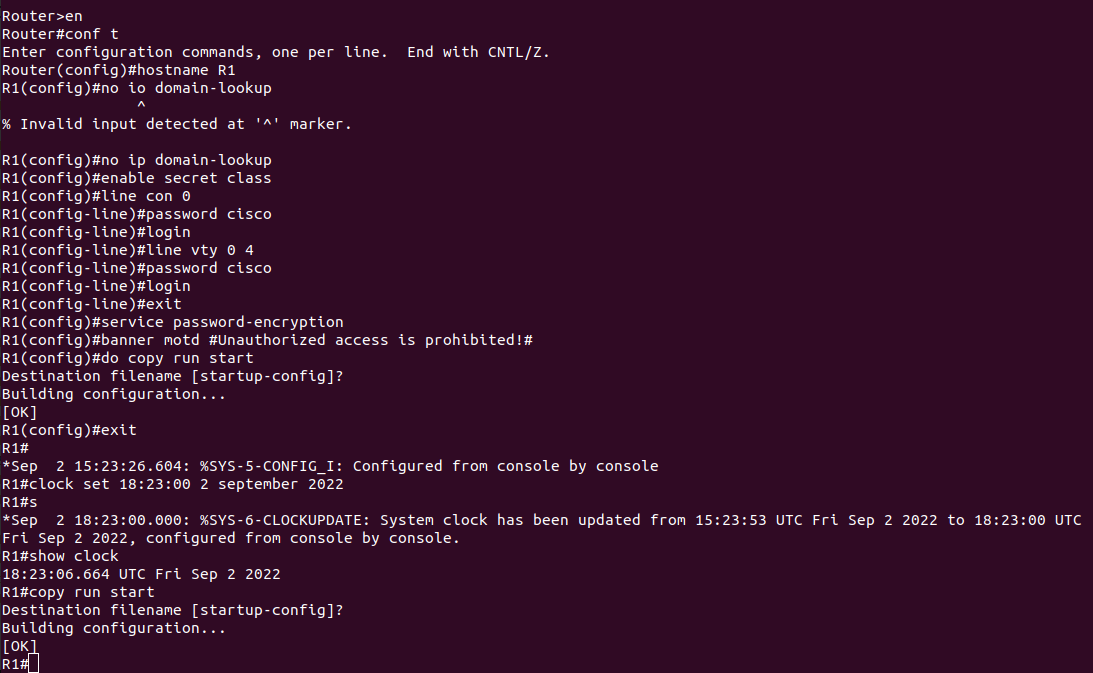 Router>en
Router#conf t
Enter configuration commands, one per line.  End with CNTL/Z.
Router(config)#hostname R1
R1(config)#no io domain-lookup
               ^
% Invalid input detected at '^' marker.

R1(config)#no ip domain-lookup
R1(config)#enable secret class
R1(config)#line con 0
R1(config-line)#password cisco
R1(config-line)#login
R1(config-line)#line vty 0 4
R1(config-line)#password cisco
R1(config-line)#login
R1(config-line)#exit
R1(config)#service password-encryption
R1(config)#banner motd #Unauthorized access is prohibited!#
R1(config)#do copy run start
Destination filename [startup-config]?
Building configuration...
[OK]
R1(config)#exit
R1#
*Sep  2 15:23:26.604: %SYS-5-CONFIG_I: Configured from console by console
R1#clock set 18:23:00 2 september 2022
R1#s
*Sep  2 18:23:00.000: %SYS-6-CLOCKUPDATE: System clock has been updated from 15:23:53 UTC Fri Sep 2 2022 to 18:23:00 UTC
Fri Sep 2 2022, configured from console by console.
R1#show clock
18:23:06.664 UTC Fri Sep 2 2022
R1#copy run start
Destination filename [startup-config]?
Building configuration...
[OK]
R1#